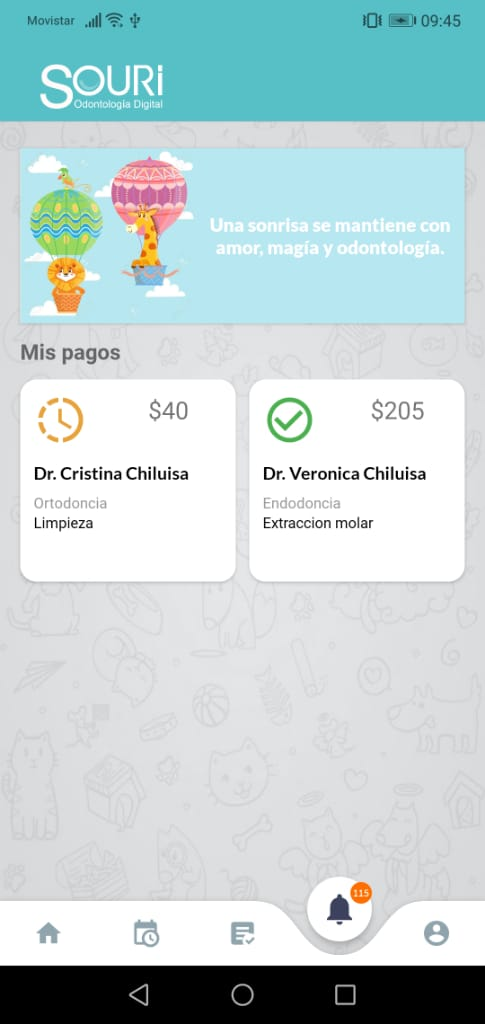 Movistar
09:45
SOURi
Odontología Digital
Una sonrisa se mantiene con
amor, magía y odontología.
Mis pagos
$40
Dr. Cristina Chiluisa
Ortodoncia
Limpieza
$205
Dr. Veronica Chiluisa
Endodoncia
Extraccion molar
115